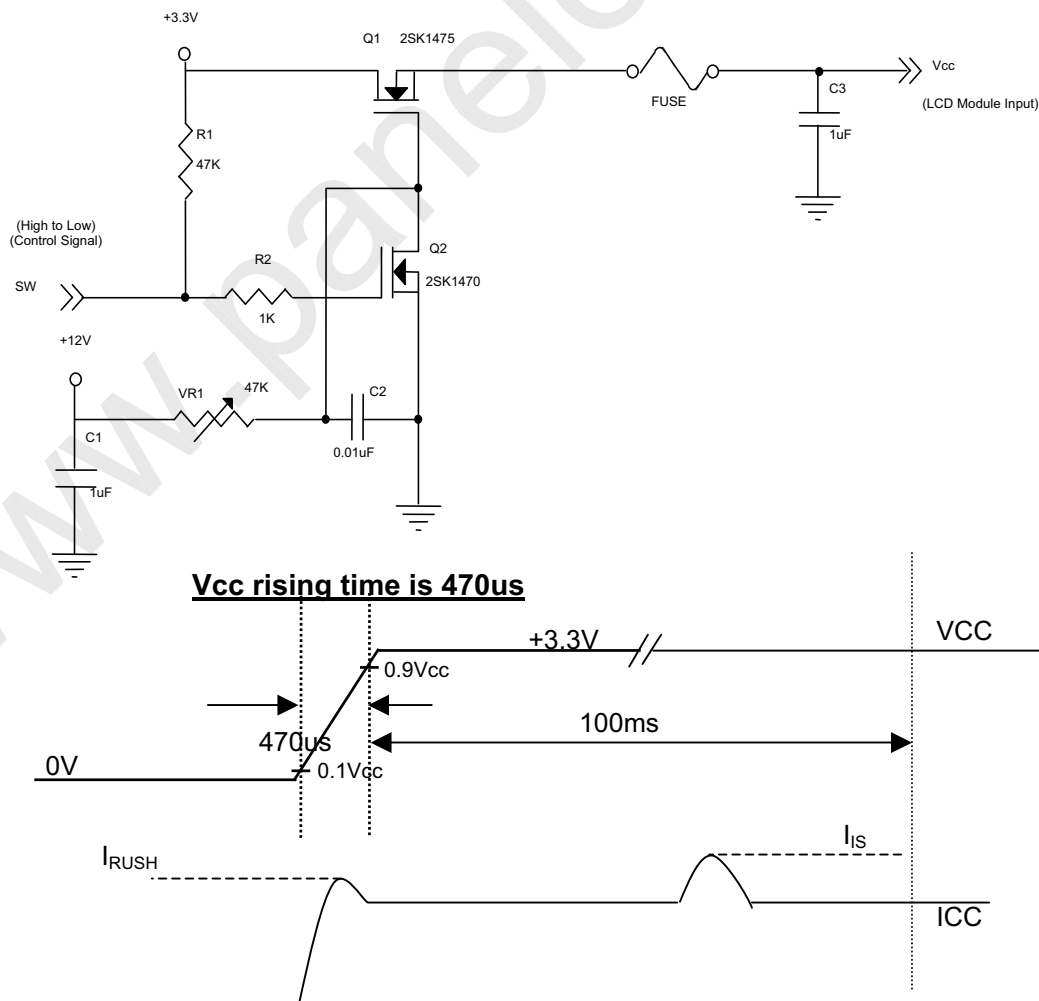 +3.3V
Q1 2SK1475
FUSE
C3
1uF
Vcc
(LCD Module Input)
R1
47K
(High to Low)
(Control Signal)
SW
R2
1K
Q2
2SK1470
+12V
VR1
47K
C2
0.01uF
C1
1uF
www.panelo
Vcc rising time is 470us
+3.3V
VCC
0.9Vcc
470us
100ms
0V
0.1Vcc
IRUSH
IIS
ICC